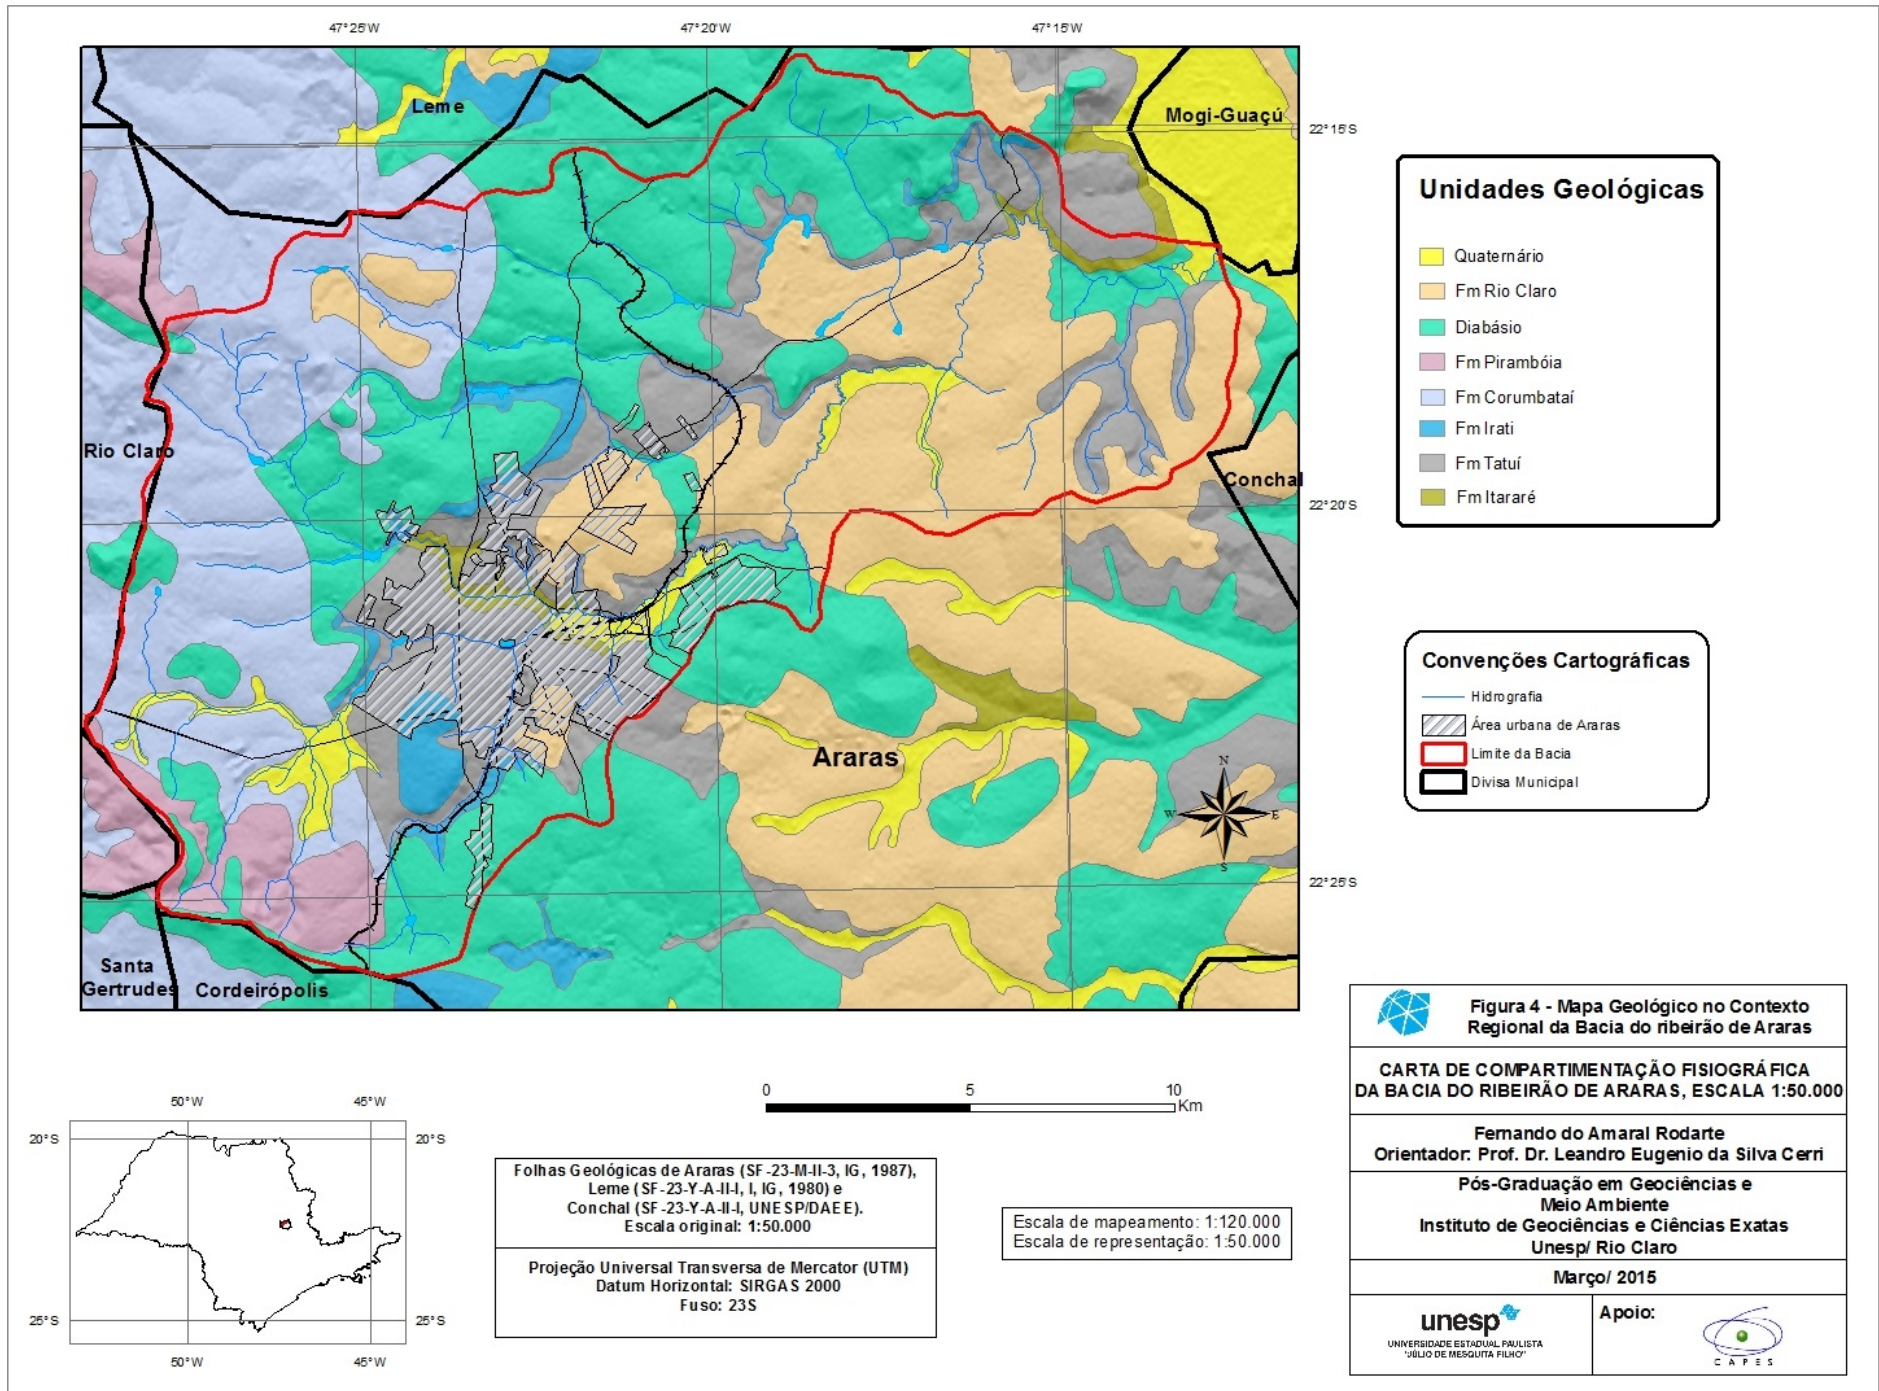 47°25'W
47°20'W
47°15'W
Leme
Mogi-Guaçú
22°15'S
Rio Claro
Conchal
22°20'S
Araras
N
W
E
S
22°25'S
Santa
Gertrudes
Cordeirópolis
Unidades Geológicas
Quaternário
Fm Rio Claro
Diabásio
Fm Pirambóia
Fm Corumbataí
Fm Irati
Fm Tatuí
Fm Itararé
Convenções Cartográficas
Hidrografia
Área urbana de Araras
Limite da Bacia
Divisa Municipal
0
5
10
Km
50°W
45°W
20°S
20°S
25°S
25°S
50°W
45°W
Folhas Geológicas de Araras (SF-23-M-II-3, IG, 1987),
Leme (SF-23-Y-A-II-I, I, IG, 1980) e
Conchal (SF-23-Y-A-II-I, UNESP/DAEE).
Escala original: 1:50.000
Projeção Universal Transversa de Mercator (UTM)
Datum Horizontal: SIRGAS 2000
Fuso: 23S
Escala de mapeamento: 1:120.000
Escala de representação: 1:50.000
Figura 4 - Mapa Geológico no Contexto
Regional da Bacia do ribeirão de Araras
CARTA DE COMPARTIMENTAÇÃO FISIOGRÁFICA
DA BACIA DO RIBEIRÃO DE ARARAS, ESCALA 1:50.000
Fernando do Amaral Rodarte
Orientador: Prof. Dr. Leandro Eugenio da Silva Cerri
Pós-Graduação em Geociências e
Meio Ambiente
Instituto de Geociências e Ciências Exatas
Unesp/ Rio Claro
Março/ 2015
unesp
UNIVERSIDADE ESTADUAL PAULISTA
"JÚLIO DE MESQUITA FILHO"
Apoio:
CAPES